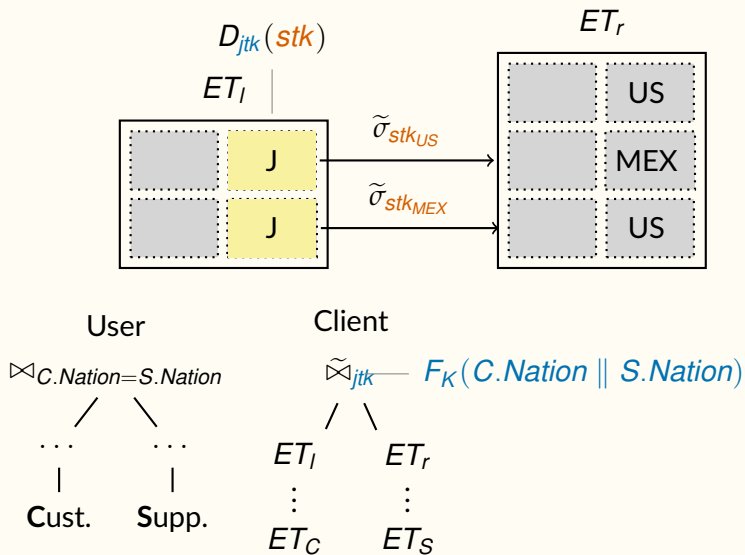 D_jtk(stk)
ET_l
ET_r
J
J
σ̃_stk_US
σ̃_stk_MEX
US
MEX
US
User
⋈_C.Nation=S.Nation
⋯ ⋯
Cust. Supp.
Client
⋈̃_jtk F_K(C.Nation ∥ S.Nation)
ET_l ET_r
⋮ ⋮
ET_C ET_S